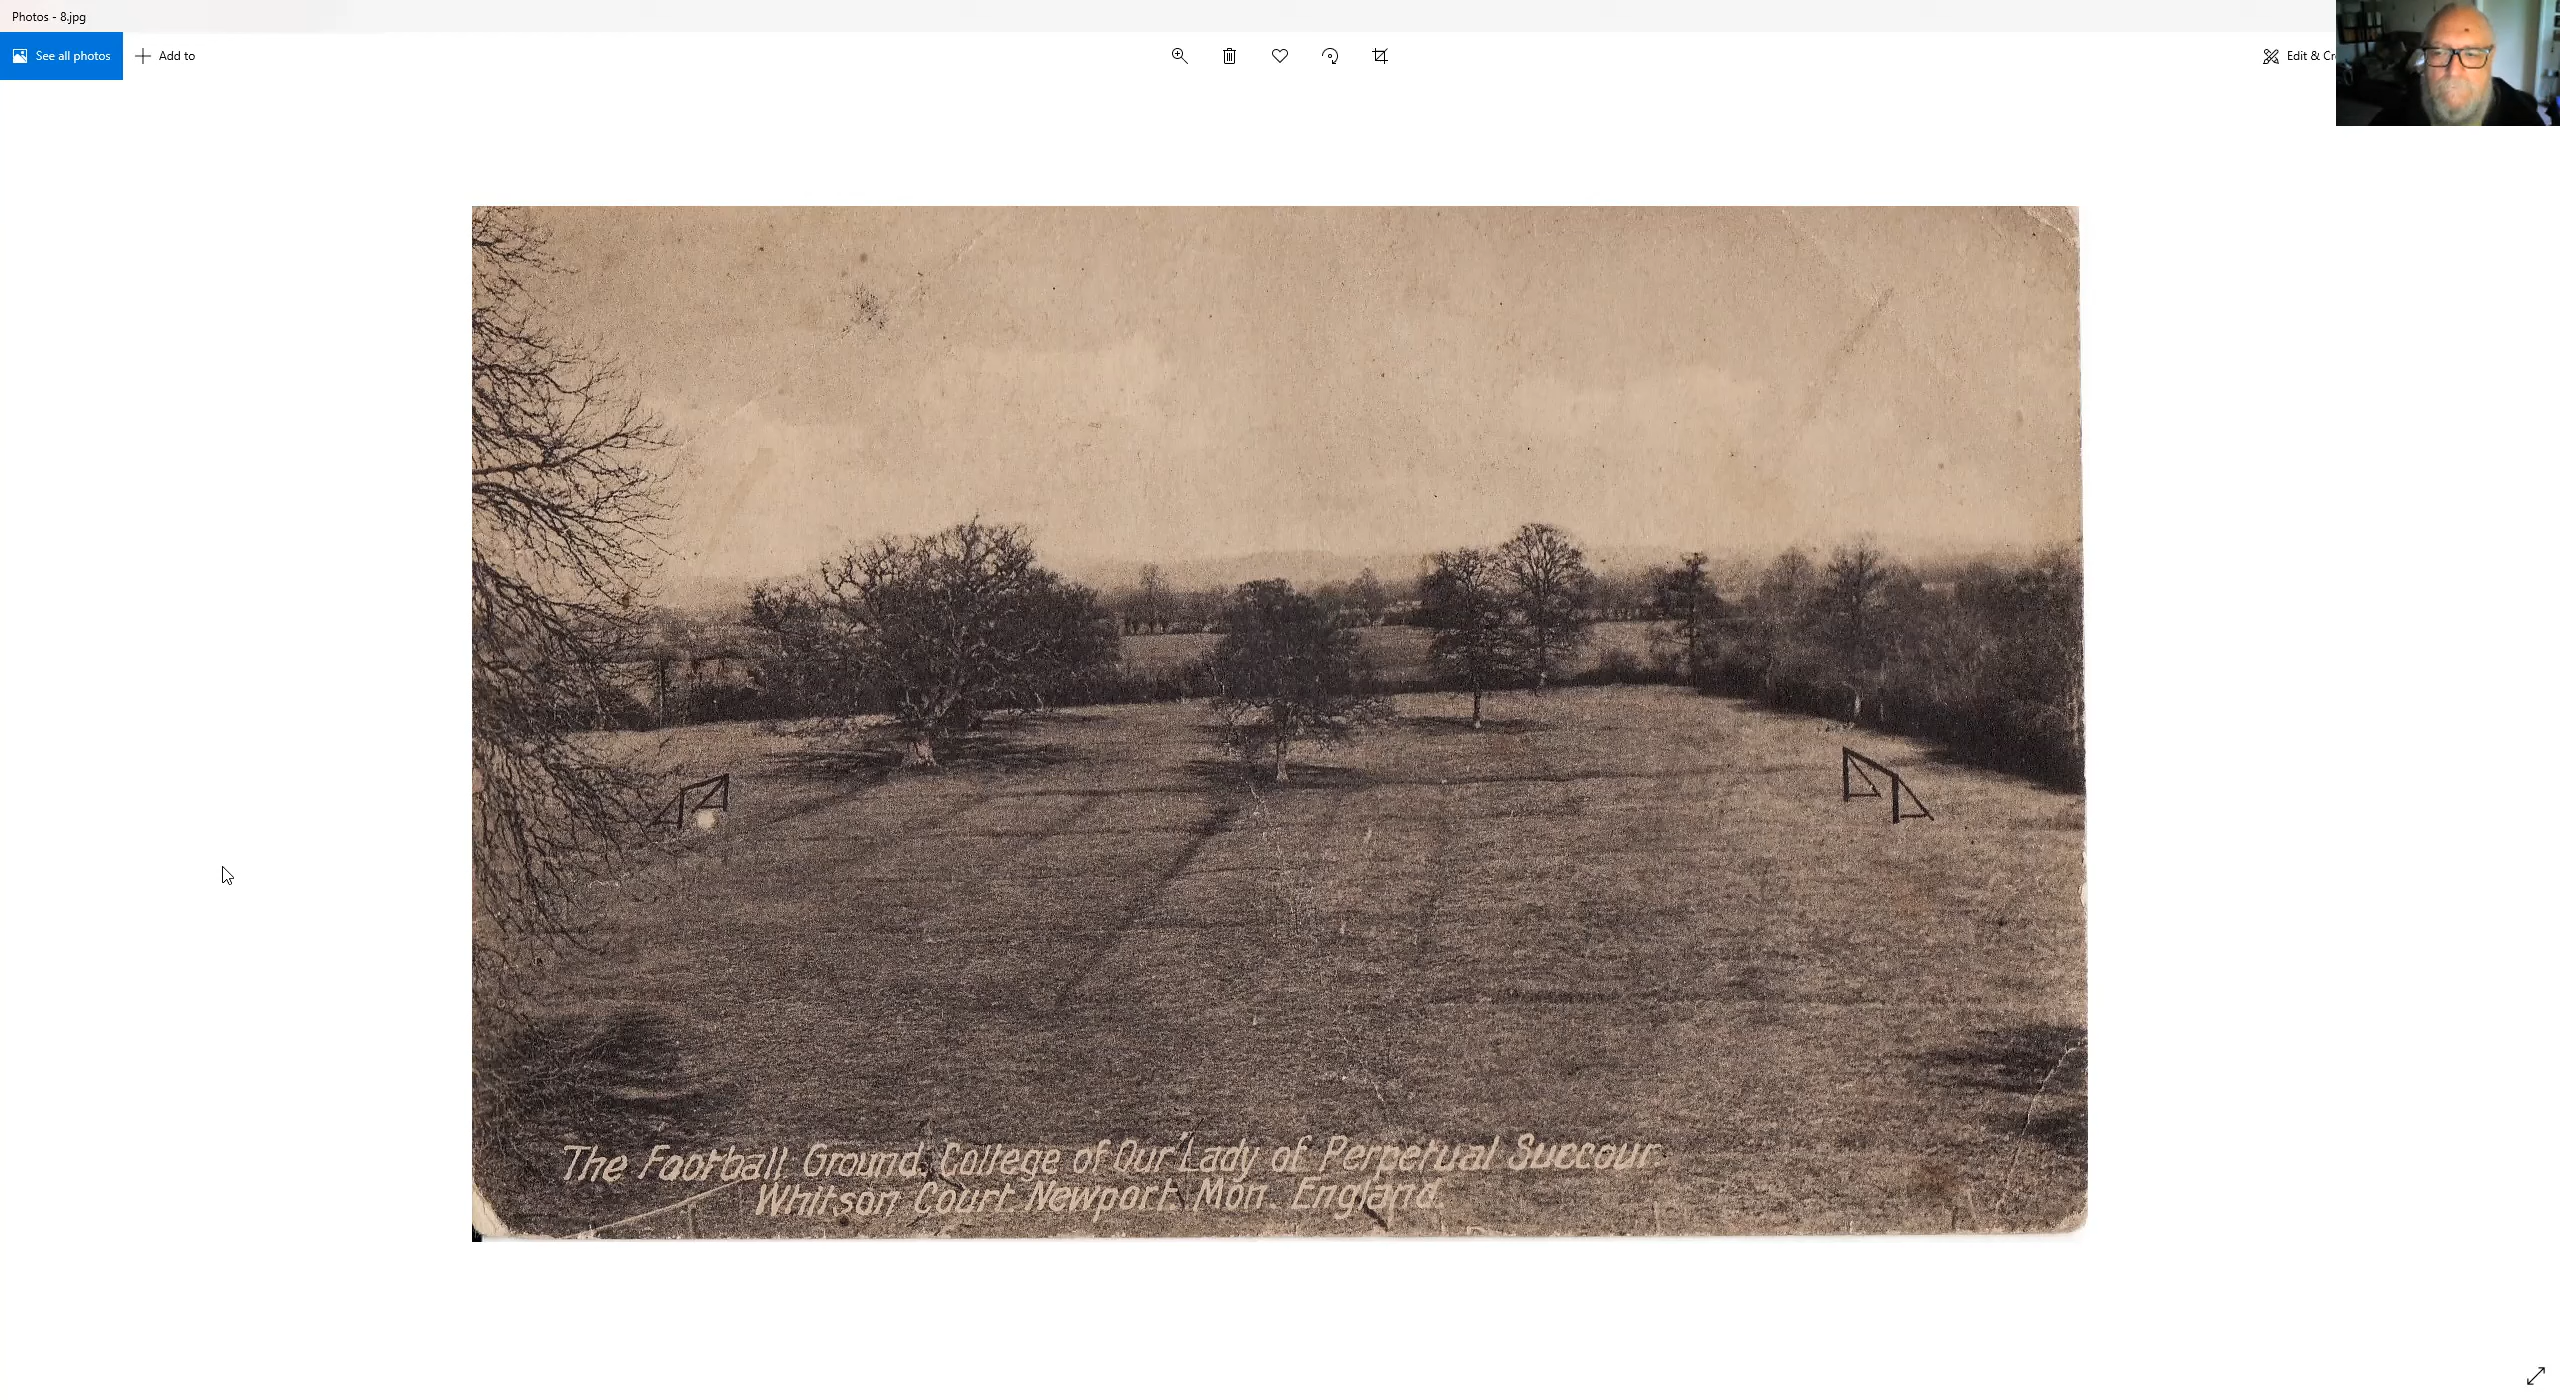 Photos - 8.jpg
See all photos
Add to
Edit & Cr
The Football Ground. College of Our Lady of Perpetual Succour.
Whitson Court. Newport. Mon. England.